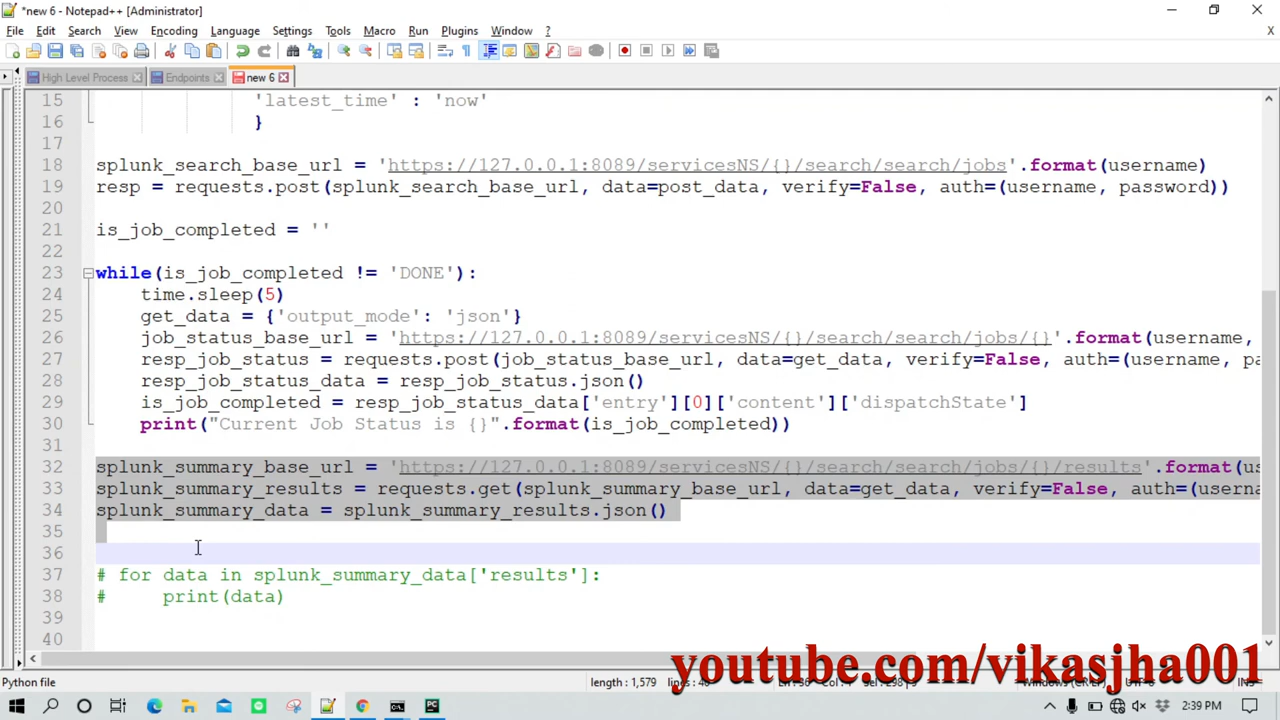 *new 6 - Notepad++ [Administrator]
File Edit Search View Encoding Language Settings Tools Macro Run Plugins Window ? X
High Level Process Endpoints new 6
15 'latest_time' : 'now'
16 }
17
18 splunk_search_base_url = 'https://127.0.0.1:8089/servicesNS/{}/search/search/jobs'.format(username)
19 resp = requests.post(splunk_search_base_url, data=post_data, verify=False, auth=(username, password))
20
21 is_job_completed = ''
22
23 while(is_job_completed != 'DONE'):
24 time.sleep(5)
25 get_data = {'output_mode': 'json'}
26 job_status_base_url = 'https://127.0.0.1:8089/servicesNS/{}/search/search/jobs/{}'.format(username,
27 resp_job_status = requests.post(job_status_base_url, data=get_data, verify=False, auth=(username, pa
28 resp_job_status_data = resp_job_status.json()
29 is_job_completed = resp_job_status_data['entry'][0]['content']['dispatchState']
30 print("Current Job Status is {}".format(is_job_completed))
31
32 splunk_summary_base_url = 'https://127.0.0.1:8089/servicesNS/{}/search/search/jobs/{}/results'.format(us
33 splunk_summary_results = requests.get(splunk_summary_base_url, data=get_data, verify=False, auth=(userna
34 splunk_summary_data = splunk_summary_results.json()
35
36
37 # for data in splunk_summary_data['results']:
38 # print(data)
39
40
youtube.com/vikasjha001
Python file length : 1,579
2:39 PM